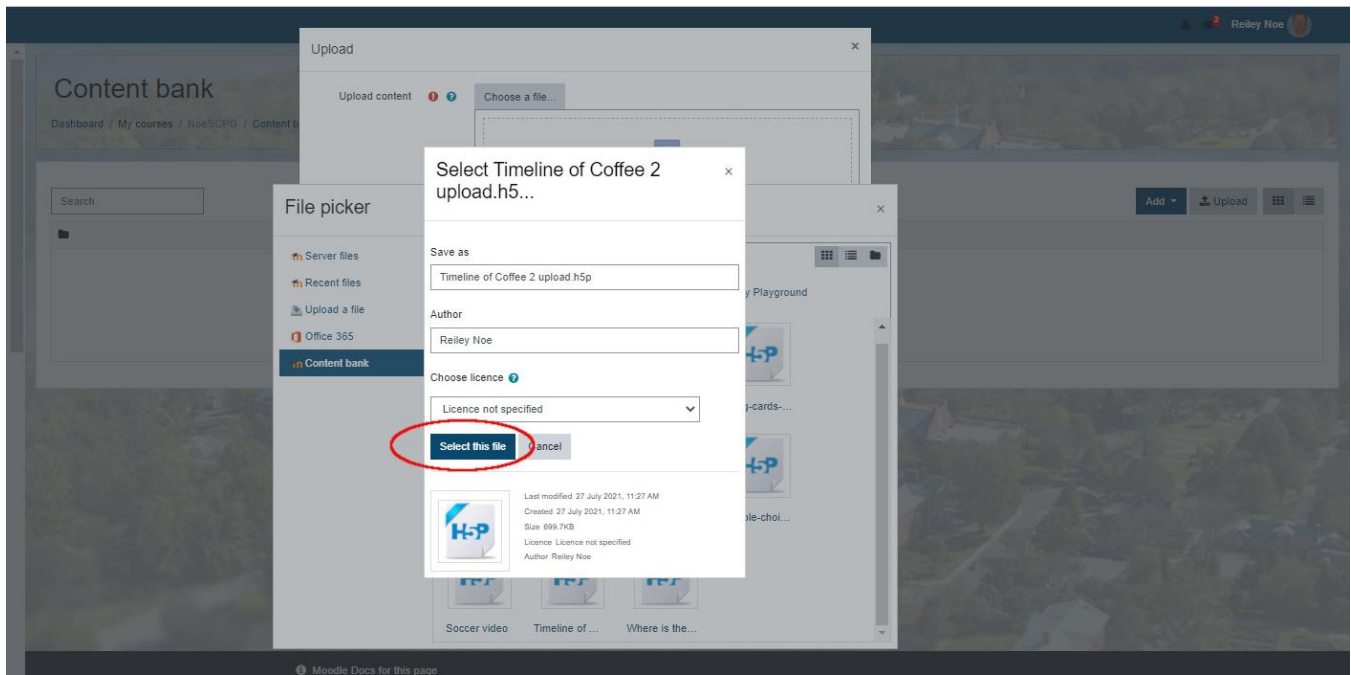 2
Reiley Noe
Upload
×
Content bank
Upload content
Choose a file...
Dashboard / My courses / NoeSCPG / Content b
Select Timeline of Coffee 2
upload.h5...
×
Search
File picker
×
Add
Upload
Server files
Recent files
Upload a file
Office 365
Content bank
Save as
Timeline of Coffee 2 upload.h5p
Author
Reiley Noe
Choose licence
Licence not specified
Select this file
Cancel
y Playground
H5P
g-cards-...
H5P
ple-choi...
H5P
Last modified 27 July 2021, 11:27 AM
Created 27 July 2021, 11:27 AM
Size 699.7KB
Licence Licence not specified
Author Reiley Noe
Soccer video
Timeline of ...
Where is the...
Moodle Docs for this page